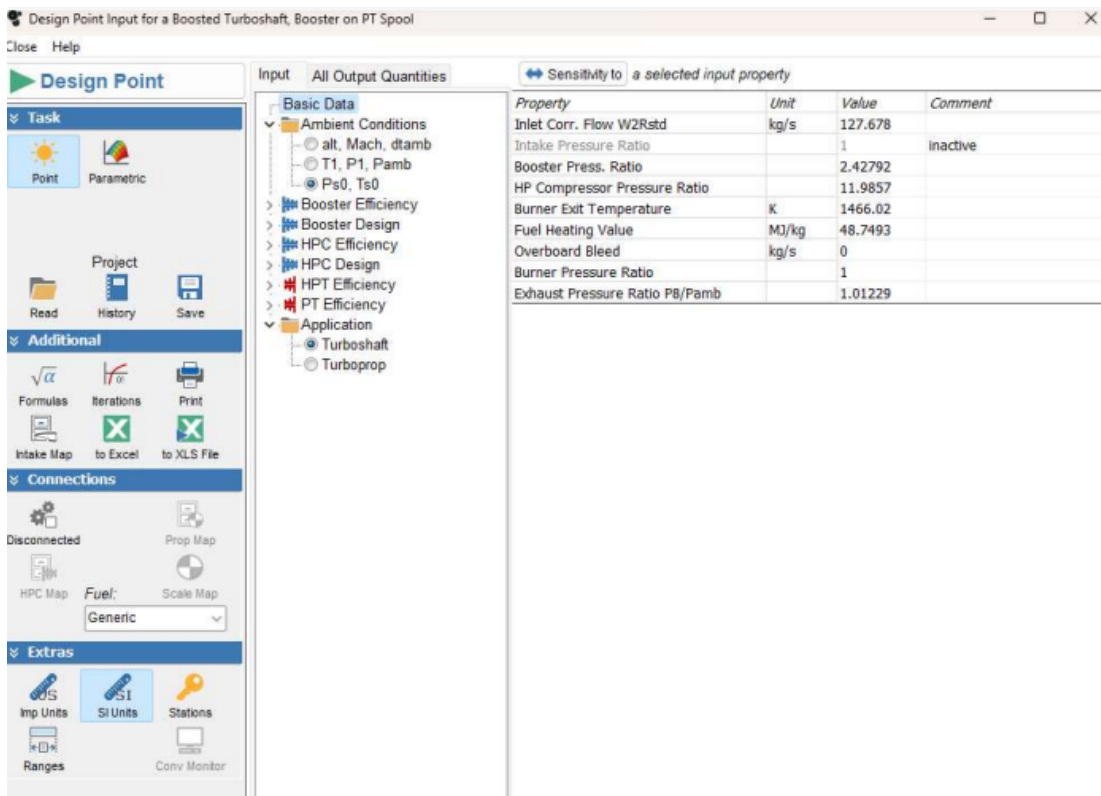 Design Point Input for a Boosted Turboshaft, Booster on PT Spool
Close Help
Design Point
Task
Point Parametric
Project
Read History Save
Additional
Formulas Iterations Print
Intake Map to Excel to XLS File
Connections
Disconnected Prop Map
HPC Map Fuel: Scale Map
Generic
Extras
US SI
Imp Units SI Units Stations
Ranges Conv Monitor
Input All Output Quantities
Basic Data
Ambient Conditions
alt, Mach, dtamb
T1, P1, Pamb
Ps0, Ts0
Booster Efficiency
Booster Design
HPC Efficiency
HPC Design
HPT Efficiency
PT Efficiency
Application
Turboshaft
Turboprop
Sensitivity to a selected input property
Property Unit Value Comment
Inlet Corr. Flow W2Rstd kg/s 127.678
Intake Pressure Ratio 1 inactive
Booster Press. Ratio 2.42792
HP Compressor Pressure Ratio 11.9857
Burner Exit Temperature K 1466.02
Fuel Heating Value MJ/kg 48.7493
Overboard Bleed kg/s 0
Burner Pressure Ratio 1
Exhaust Pressure Ratio P8/Pamb 1.01229